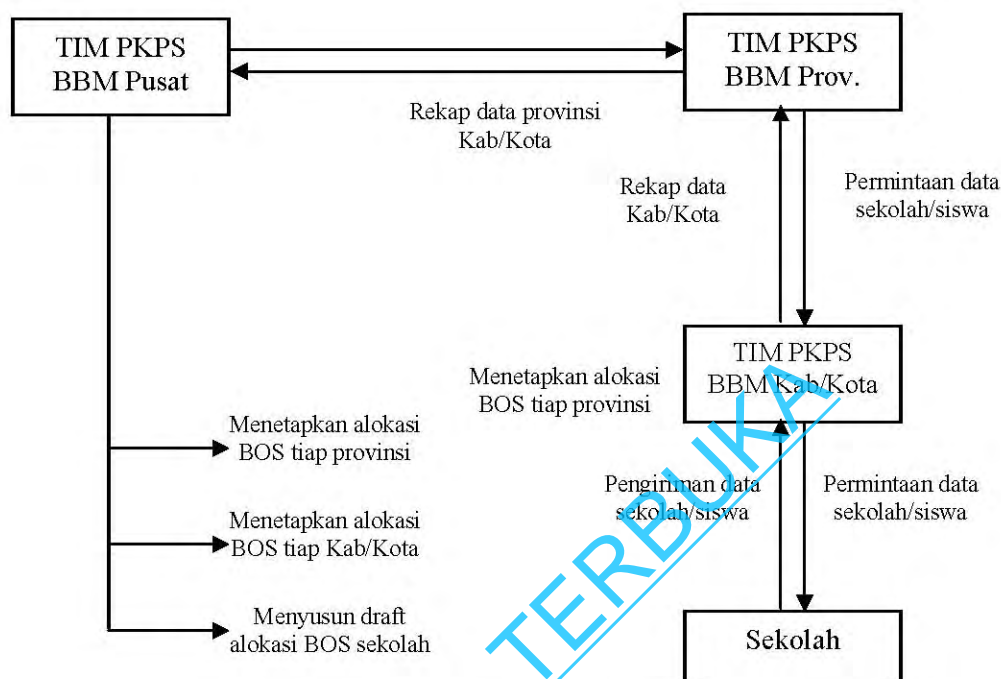 TIM PKPS
BBM Pusat
TIM PKPS
BBM Prov.
Rekap data provinsi
Kab/Kota
Rekap data
Kab/Kota
Permintaan data
sekolah/siswa
TIM PKPS
BBM Kab/Kota
Menetapkan alokasi
BOS tiap provinsi
Menetapkan alokasi
BOS tiap provinsi
Pengiriman data
sekolah/siswa
Permintaan data
sekolah/siswa
Menetapkan alokasi
BOS tiap Kab/Kota
Menyusun draft
alokasi BOS sekolah
Sekolah
TERBUKA